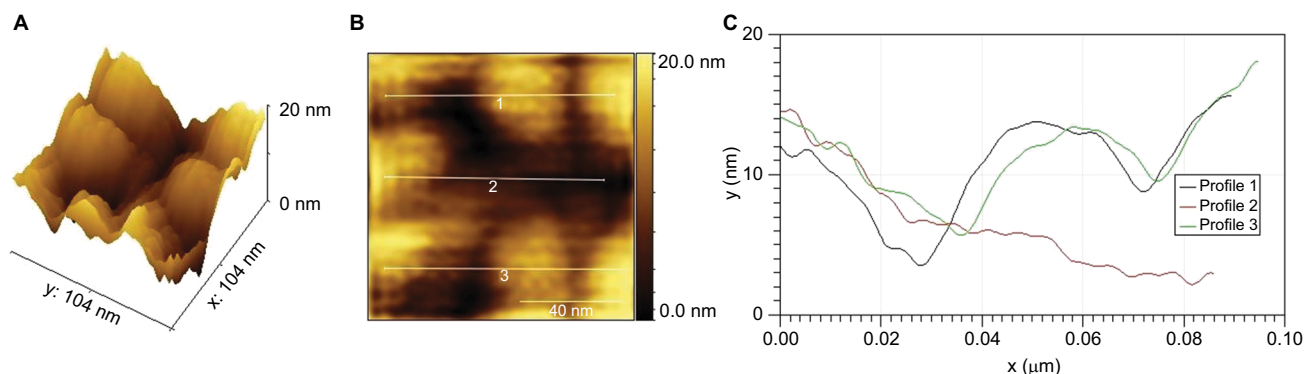 A
20 nm
0 nm
y: 104 nm
x: 104 nm
B
1
2
3
40 nm
20.0 nm
0.0 nm
C
20
10
0
y (nm)
0.00
0.02
0.04
0.06
0.08
0.10
x (μm)
Profile 1
Profile 2
Profile 3